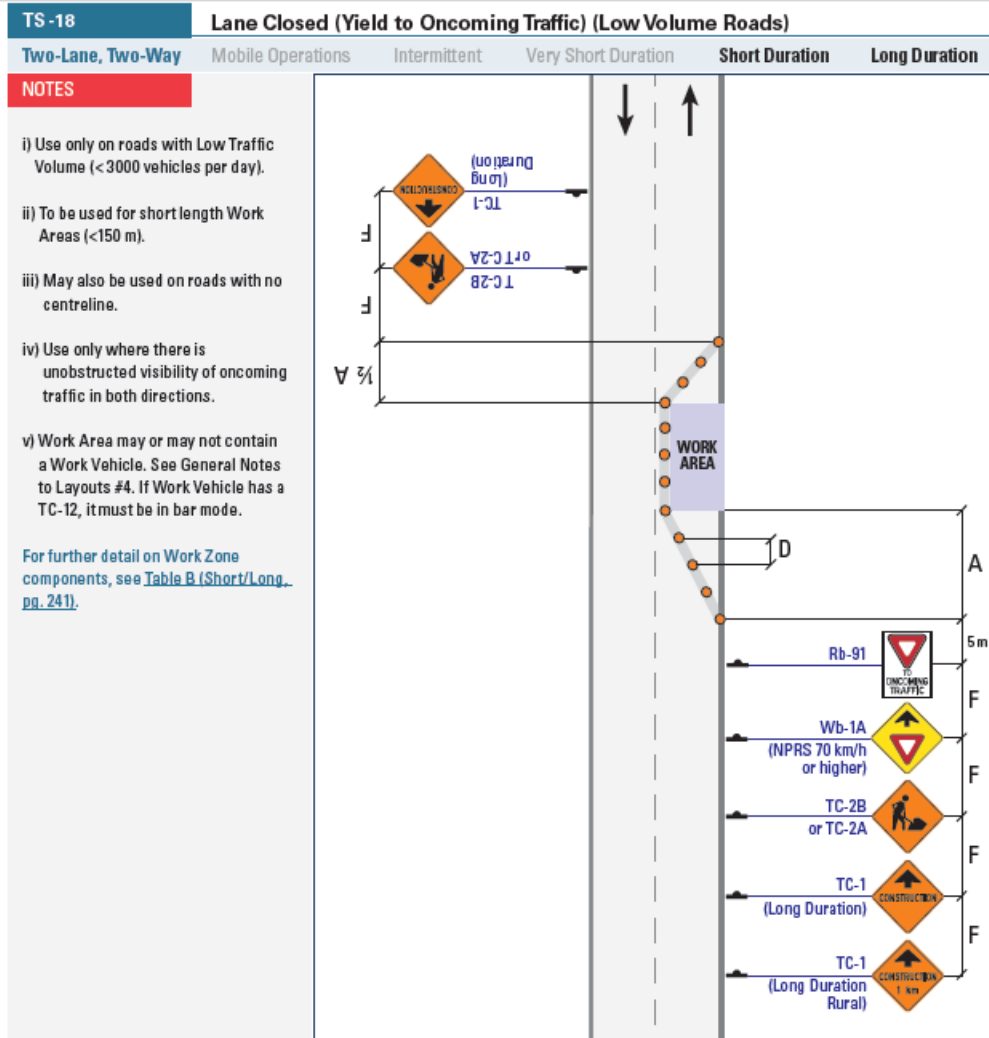 TS -18
Lane Closed (Yield to Oncoming Traffic) (Low Volume Roads)
Two-Lane, Two-Way
Mobile Operations
Intermittent
Very Short Duration
Short Duration
Long Duration
NOTES
i) Use only on roads with Low Traffic
Volume (<3000 vehicles per day).
ii) To be used for short length Work
Areas (<150 m).
iii) May also be used on roads with no
centreline.
iv) Use only where there is
unobstructed visibility of oncoming
traffic in both directions.
v) Work Area may or may not contain
a Work Vehicle. See General Notes
to Layouts #4. If Work Vehicle has a
TC-12, it must be in bar mode.
For further detail on Work Zone
components, see Table B (Short/Long,
pg. 241).
TC-1
(Long
Duration)
CONSTRUCTION
F
TC-2B
or TC-2A
F
½ A
WORK
AREA
D
A
5 m
Rb-91
TO
ONCOMING
TRAFFIC
F
Wb-1A
(NPRS 70 km/h
or higher)
F
TC-2B
or TC-2A
F
TC-1
(Long Duration)
CONSTRUCTION
F
TC-1
(Long Duration
Rural)
CONSTRUCTION
1 km